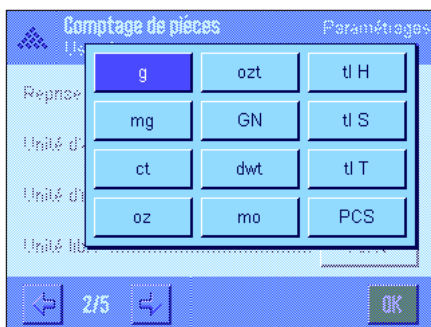 Comptage de pièces
Paramétrages
g ozt tl H
Reprise
mg GN tl S
Unité d'
ct dwt tl T
Unité d'
oz mo PCS
Unité lib
2/5 OK